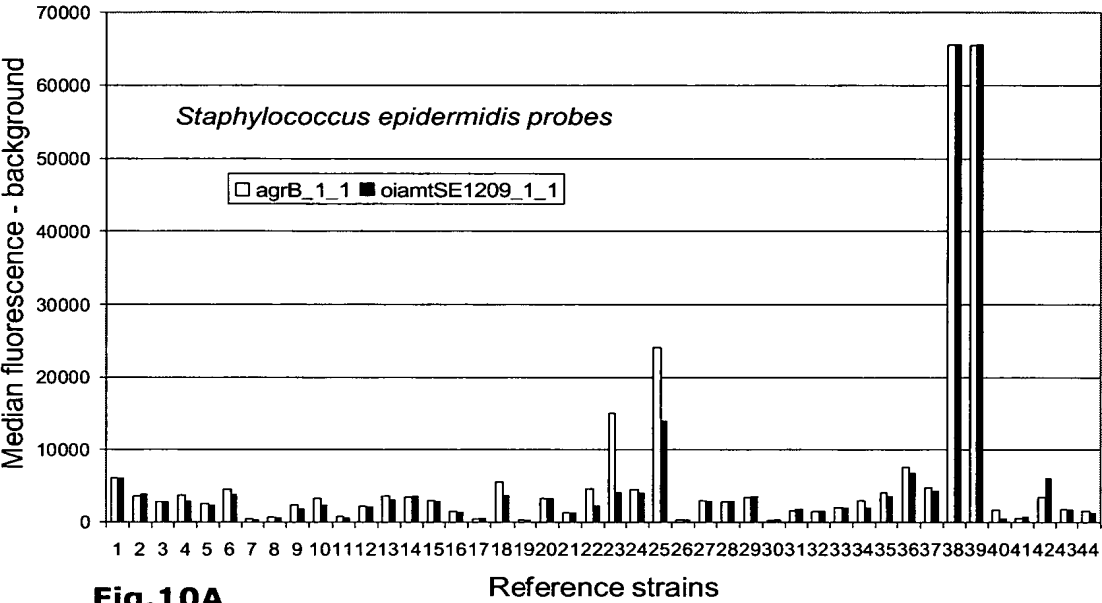 Median fluorescence - background
70000
60000
50000
40000
30000
20000
10000
0
Staphylococcus epidermidis probes
agrB_1_1 oiamtSE1209_1_1
1 2 3 4 5 6 7 8 9 10 11 12 13 14 15 16 17 18 19 20 21 22 23 24 25 26 27 28 29 30 31 32 33 34 35 36 37 38 39 40 41 42 43 44
Reference strains
Fig.10A